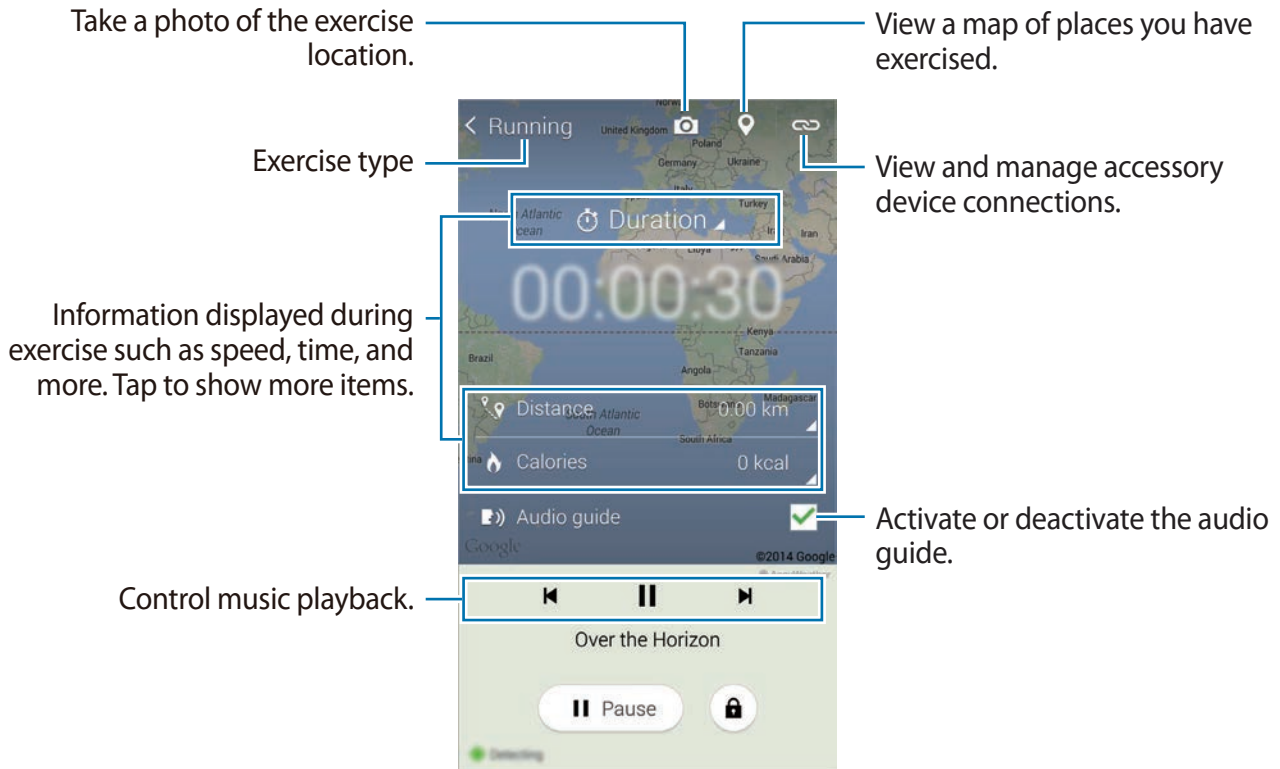 Take a photo of the exercise
location.
View a map of places you have
exercised.
Exercise type
View and manage accessory
device connections.
Information displayed during
exercise such as speed, time, and
more. Tap to show more items.
Activate or deactivate the audio
guide.
Control music playback.
Running
United Kingdom
Poland
Germany
Ukraine
Italy
Turkey
Atlantic
Duration
Iran
Libya
Saudi Arabia
00:00:30
Kenya
Brazil
Tanzania
Angola
Madagascar
Distance
0.00 km
South Atlantic
Ocean
South Africa
Calories
0 kcal
Audio guide
Google
©2014 Google
Over the Horizon
Pause
Detecting